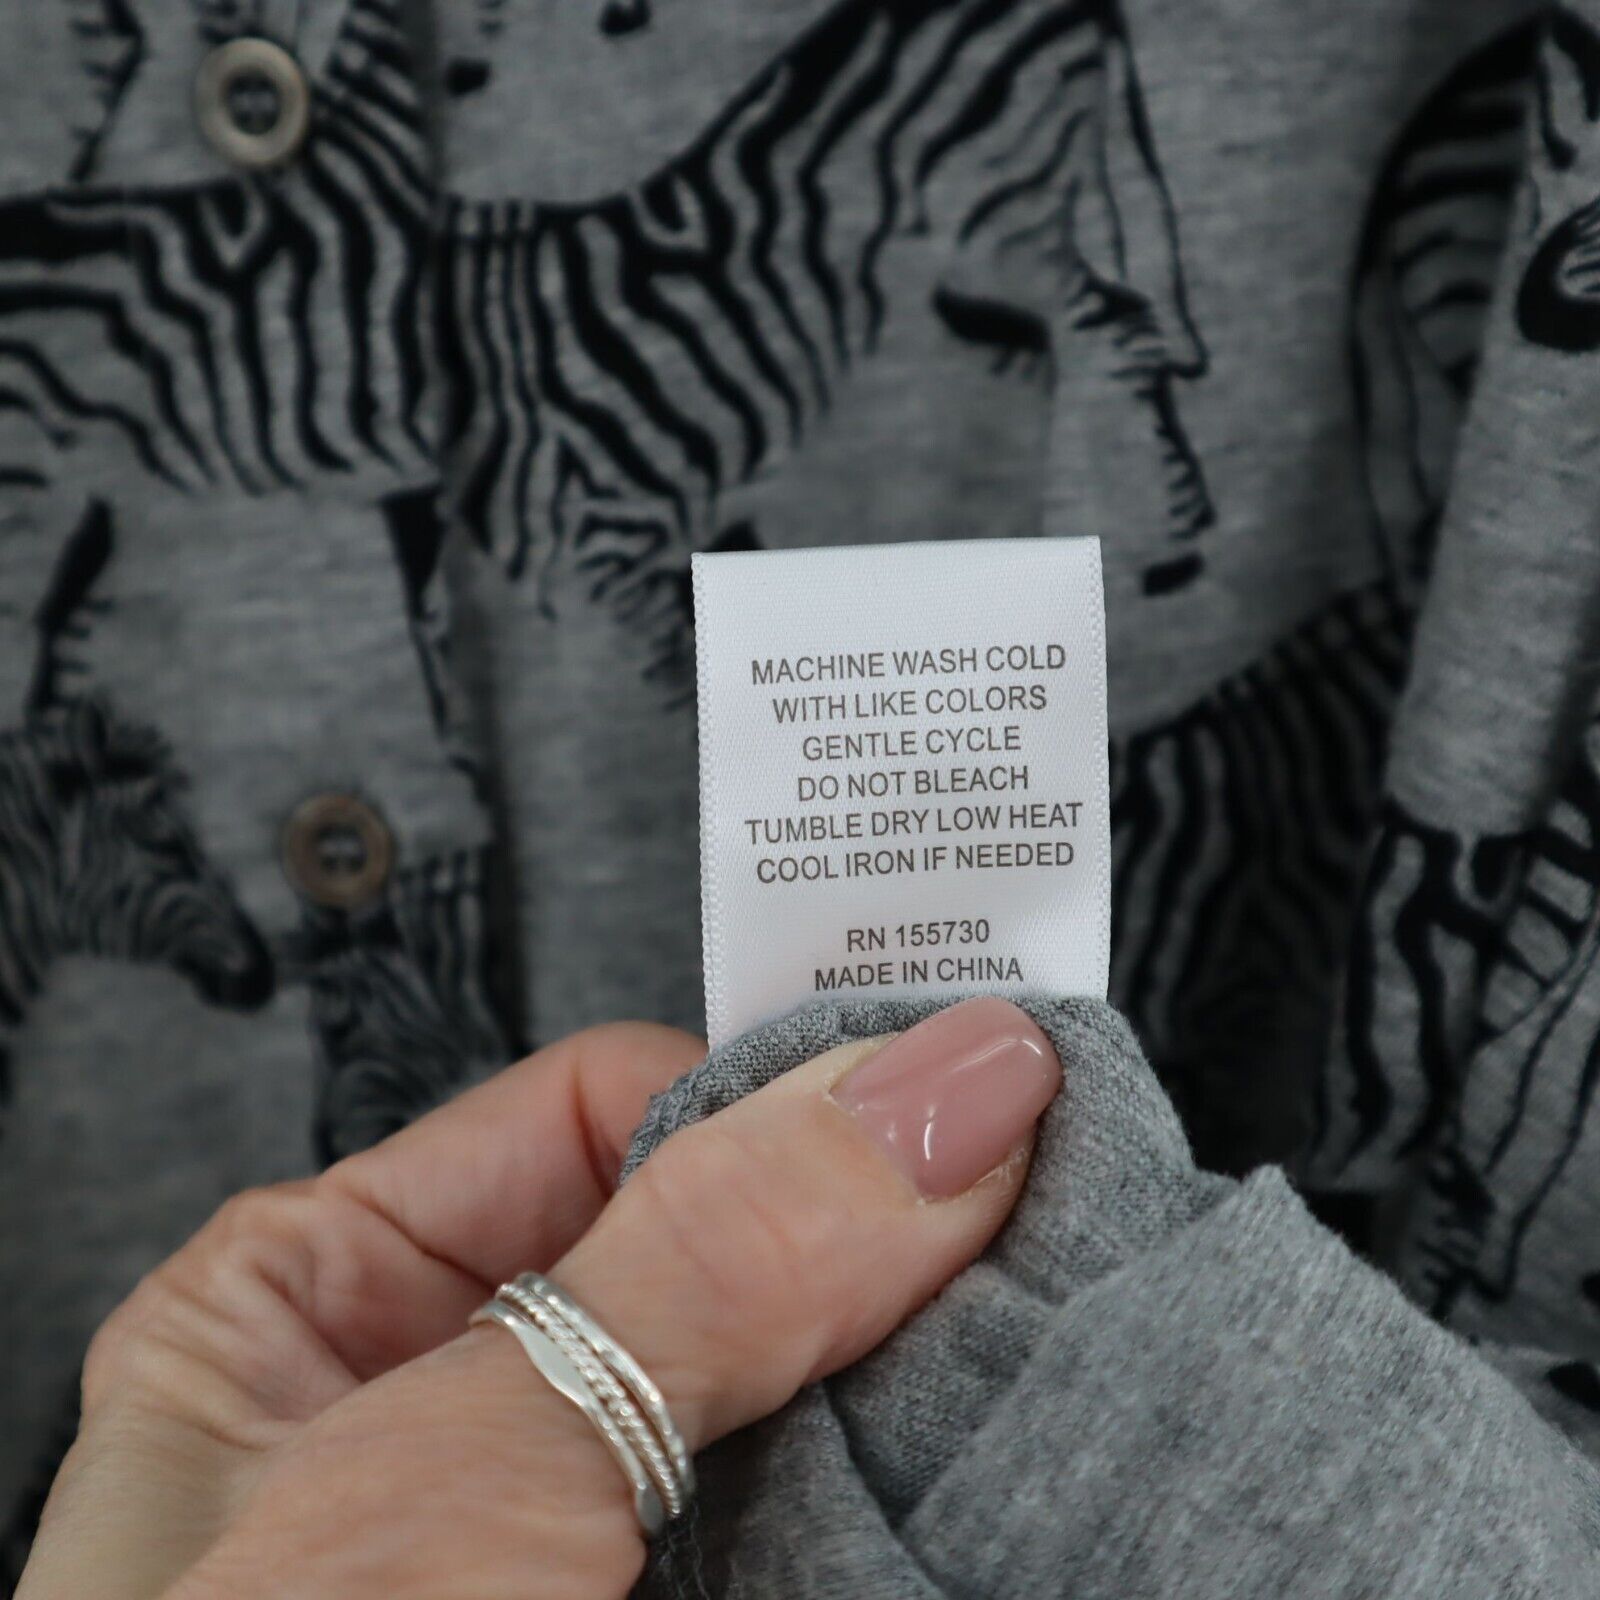 MACHINE WASH COLD
WITH LIKE COLORS
GENTLE CYCLE
DO NOT BLEACH
TUMBLE DRY LOW HEAT
COOL IRON IF NEEDED
RN 155730
MADE IN CHINA